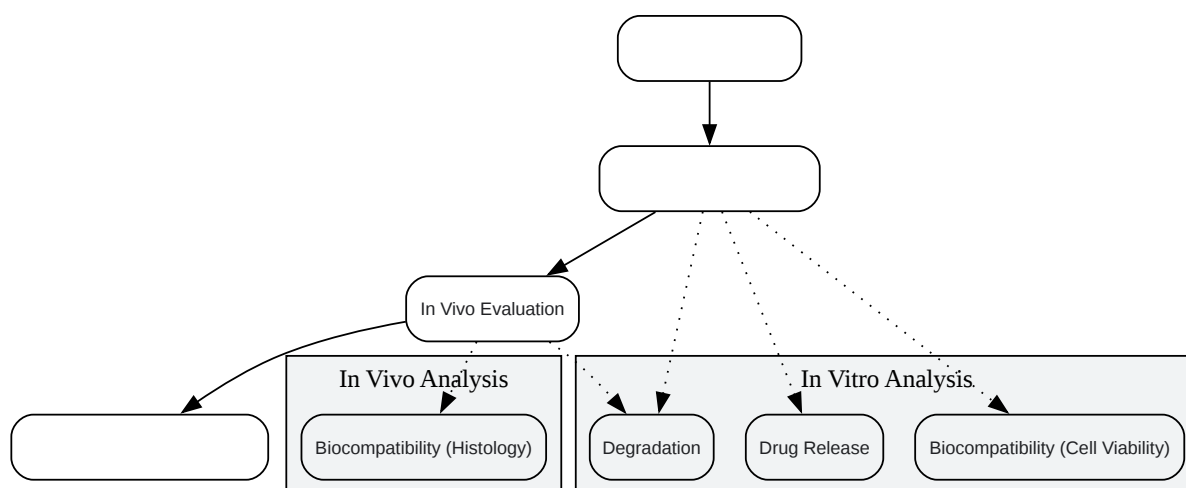 In Vivo Evaluation
In Vivo Analysis
In Vitro Analysis
Biocompatibility (Histology)
Degradation
Drug Release
Biocompatibility (Cell Viability)